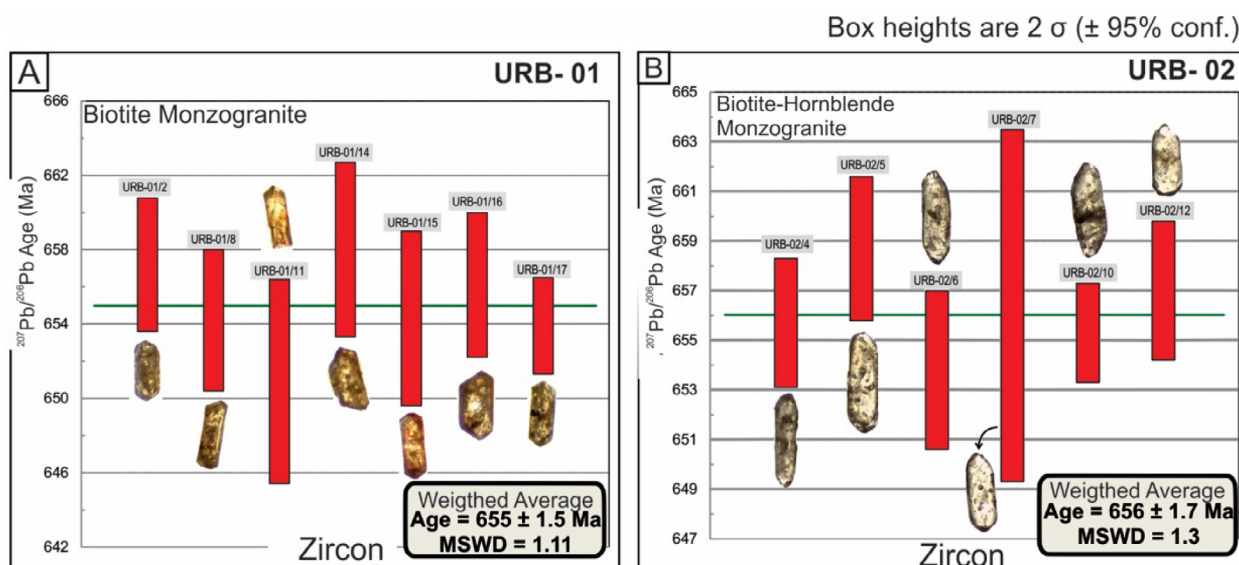 Box heights are 2 σ (± 95% conf.)
A
URB- 01
Biotite Monzogranite
²⁰⁷Pb/²⁰⁶Pb Age (Ma)
666
662
658
654
650
646
642
URB-01/2
URB-01/8
URB-01/11
URB-01/14
URB-01/15
URB-01/16
URB-01/17
Weigthed Average
Age = 655 ± 1.5 Ma
MSWD = 1.11
Zircon
B
URB- 02
Biotite-Hornblende
Monzogranite
²⁰⁷Pb/²⁰⁶Pb Age (Ma)
665
663
661
659
657
655
653
651
649
647
URB-02/4
URB-02/5
URB-02/6
URB-02/7
URB-02/10
URB-02/12
Weigthed Average
Age = 656 ± 1.7 Ma
MSWD = 1.3
Zircon